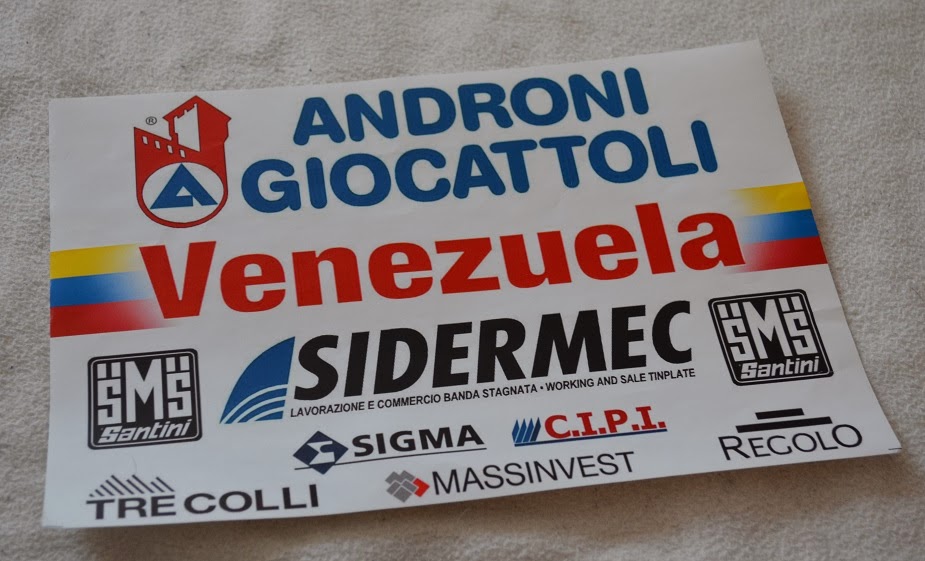 ®
ANDRONI
GIOCATTOLI
Venezuela
SIDERMEC
LAVORAZIONE E COMMERCIO BANDA STAGNATA • WORKING AND SALE TINPLATE
SMS
Santini
SMS
Santini
SIGMA
C.I.P.I.
REGOLO
TRE COLLI
MASSINVEST